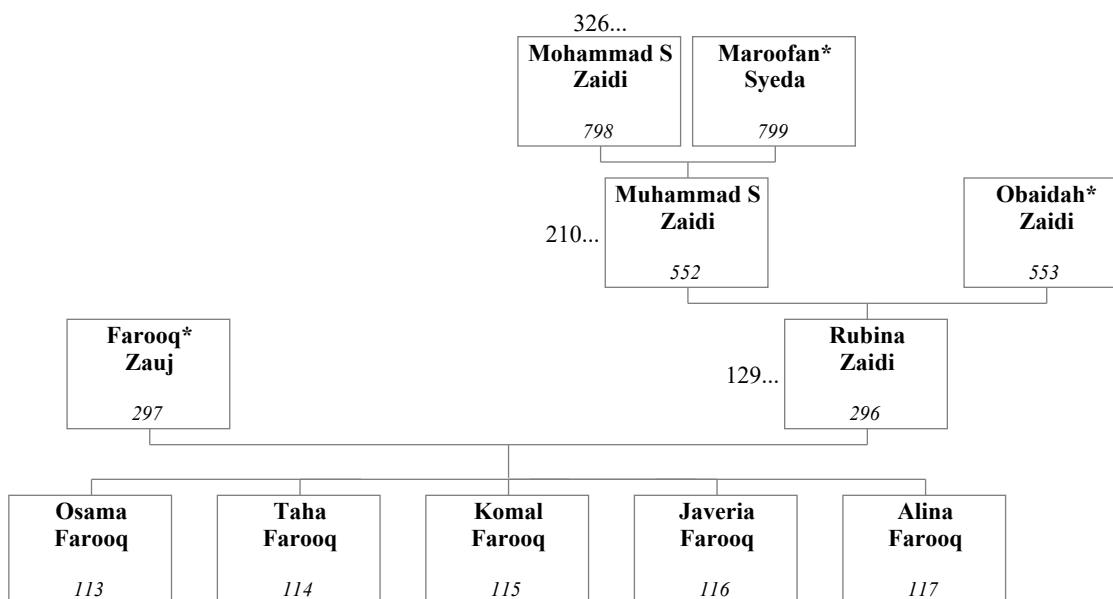 326...
Mohammad S
Zaidi
798
Maroofan*
Syeda
799
210...
Muhammad S
Zaidi
552
Obaidah*
Zaidi
553
Farooq*
Zauj
297
129...
Rubina
Zaidi
296
Osama
Farooq
113
Taha
Farooq
114
Komal
Farooq
115
Javeria
Farooq
116
Alina
Farooq
117